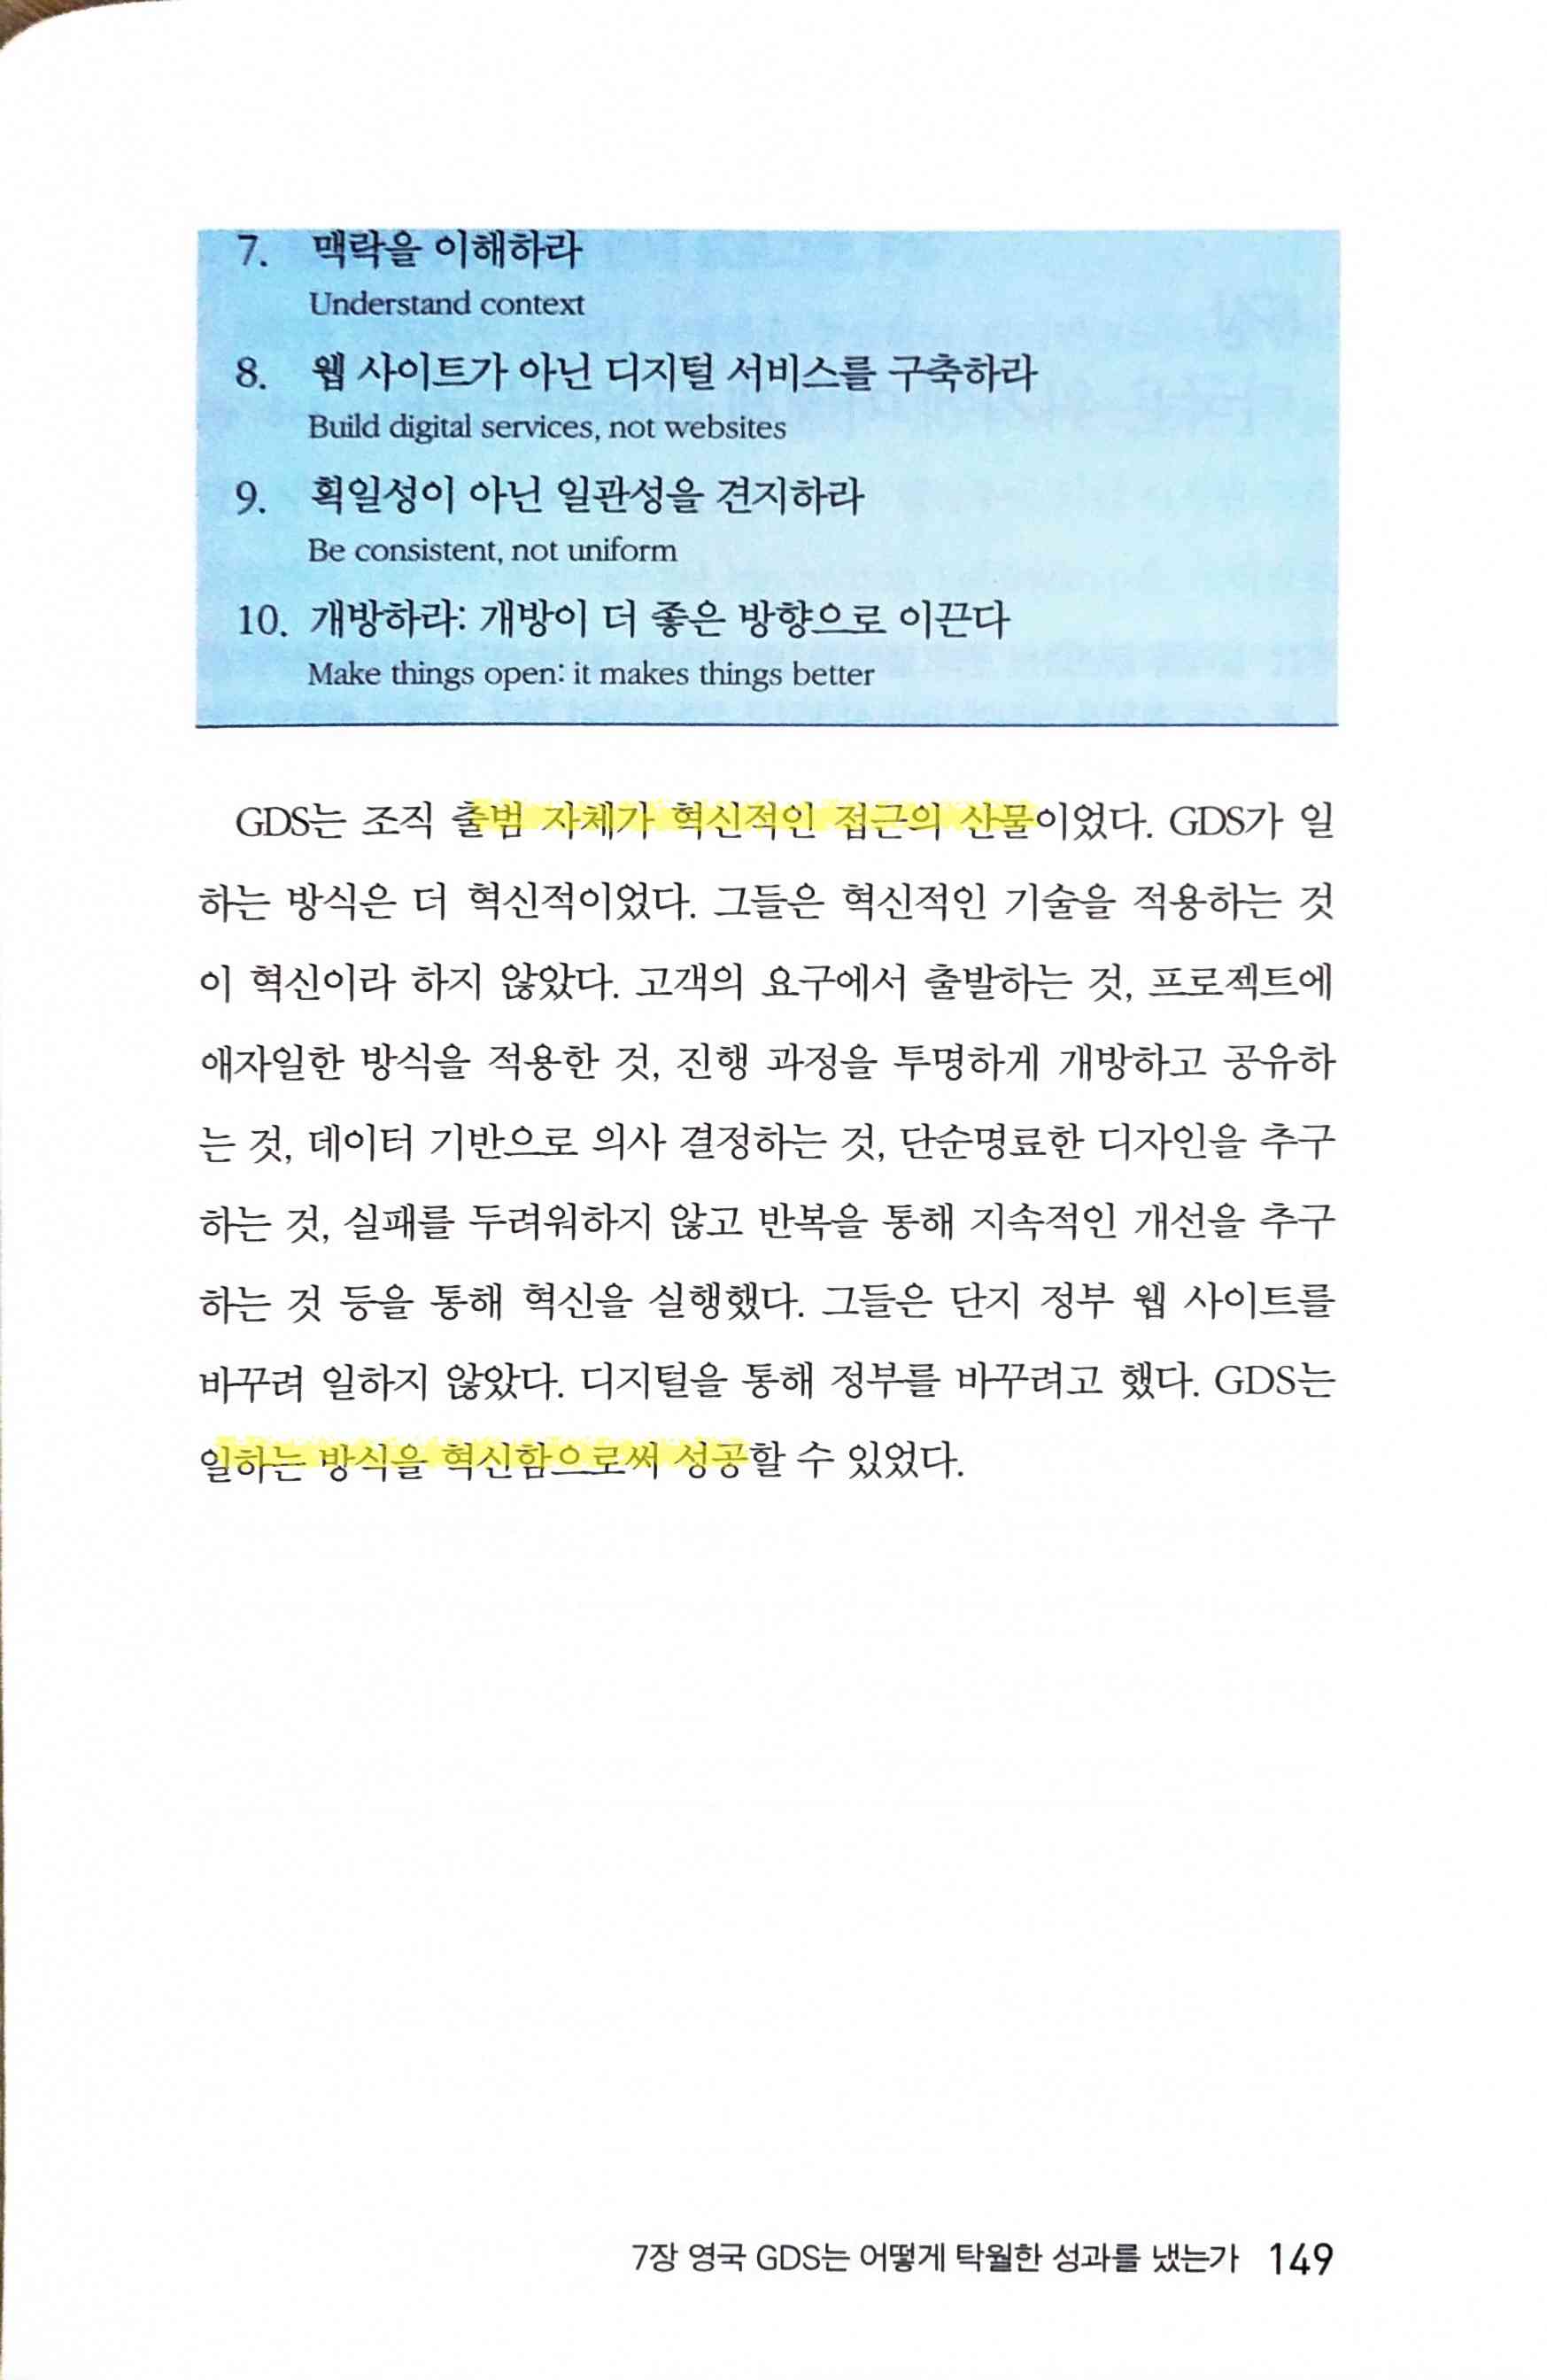 7. 맥락을 이해하라
Understand context
8. 웹 사이트가 아닌 디지털 서비스를 구축하라
Build digital services, not websites
9. 획일성이 아닌 일관성을 견지하라
Be consistent, not uniform
10. 개방하라: 개방이 더 좋은 방향으로 이끈다
Make things open: it makes things better
GDS는 조직 출범 자체가 혁신적인 접근의 산물이었다. GDS가 일
하는 방식은 더 혁신적이었다. 그들은 혁신적인 기술을 적용하는 것
이 혁신이라 하지 않았다. 고객의 요구에서 출발하는 것, 프로젝트에
애자일한 방식을 적용한 것, 진행 과정을 투명하게 개방하고 공유하
는 것, 데이터 기반으로 의사 결정하는 것, 단순명료한 디자인을 추구
하는 것, 실패를 두려워하지 않고 반복을 통해 지속적인 개선을 추구
하는 것 등을 통해 혁신을 실행했다. 그들은 단지 정부 웹 사이트를
바꾸려 일하지 않았다. 디지털을 통해 정부를 바꾸려고 했다. GDS는
일하는 방식을 혁신함으로써 성공할 수 있었다.
7장 영국 GDS는 어떻게 탁월한 성과를 냈는가 149